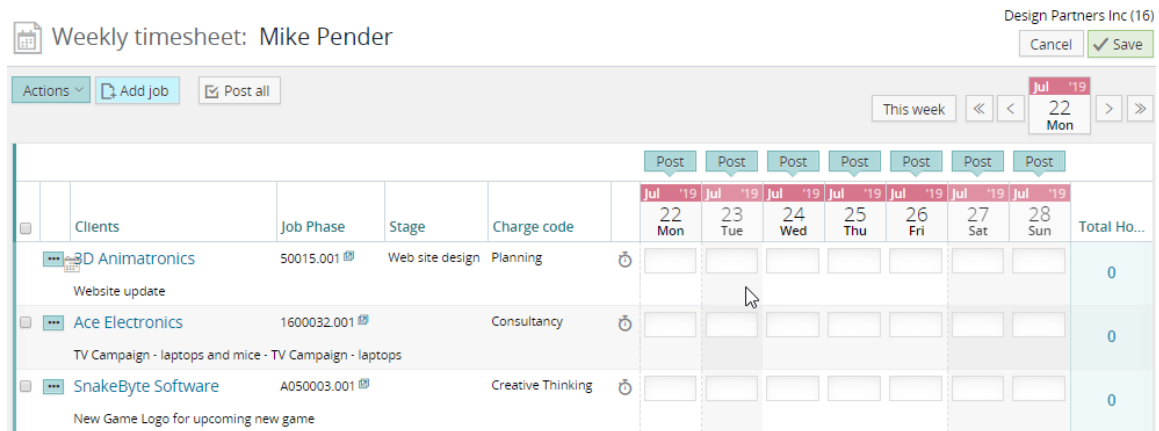 Design Partners Inc (16)
Weekly timesheet: Mike Pender
Cancel Save
Actions Add job Post all
This week
Jul '19
22
Mon
Post Post Post Post Post Post Post
Jul '19 Jul '19 Jul '19 Jul '19 Jul '19 Jul '19 Jul '19
22 23 24 25 26 27 28
Clients Job Phase Stage Charge code Mon Tue Wed Thu Fri Sat Sun Total Ho...
3D Animatronics 50015.001 Web site design Planning
0
Website update
Ace Electronics 1600032.001 Consultancy
0
TV Campaign - laptops and mice - TV Campaign - laptops
SnakeByte Software A050003.001 Creative Thinking
0
New Game Logo for upcoming new game